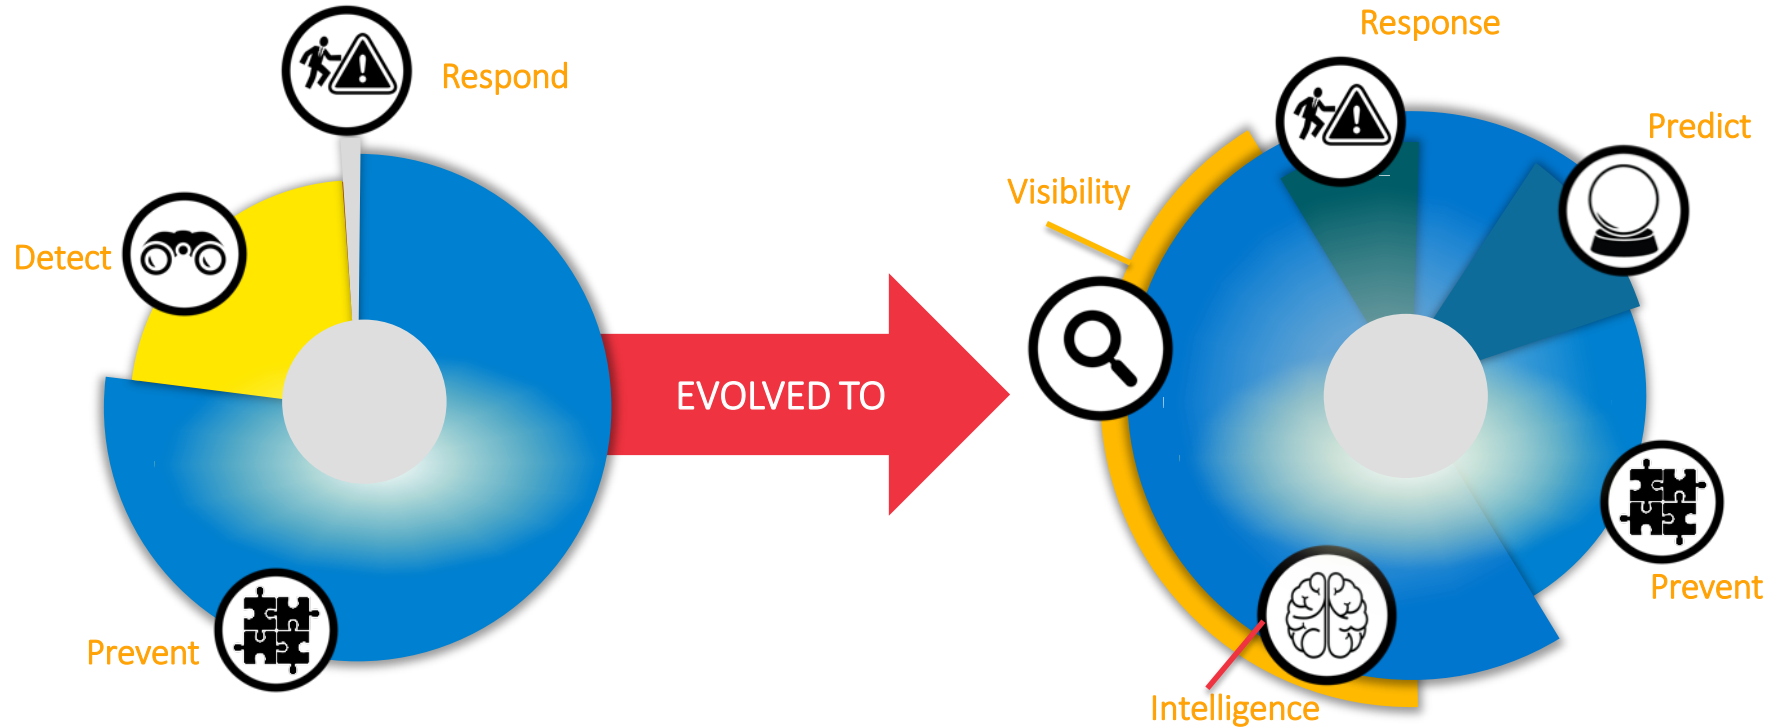 Respond
Detect
Prevent
EVOLVED TO
Response
Predict
Visibility
Prevent
Intelligence